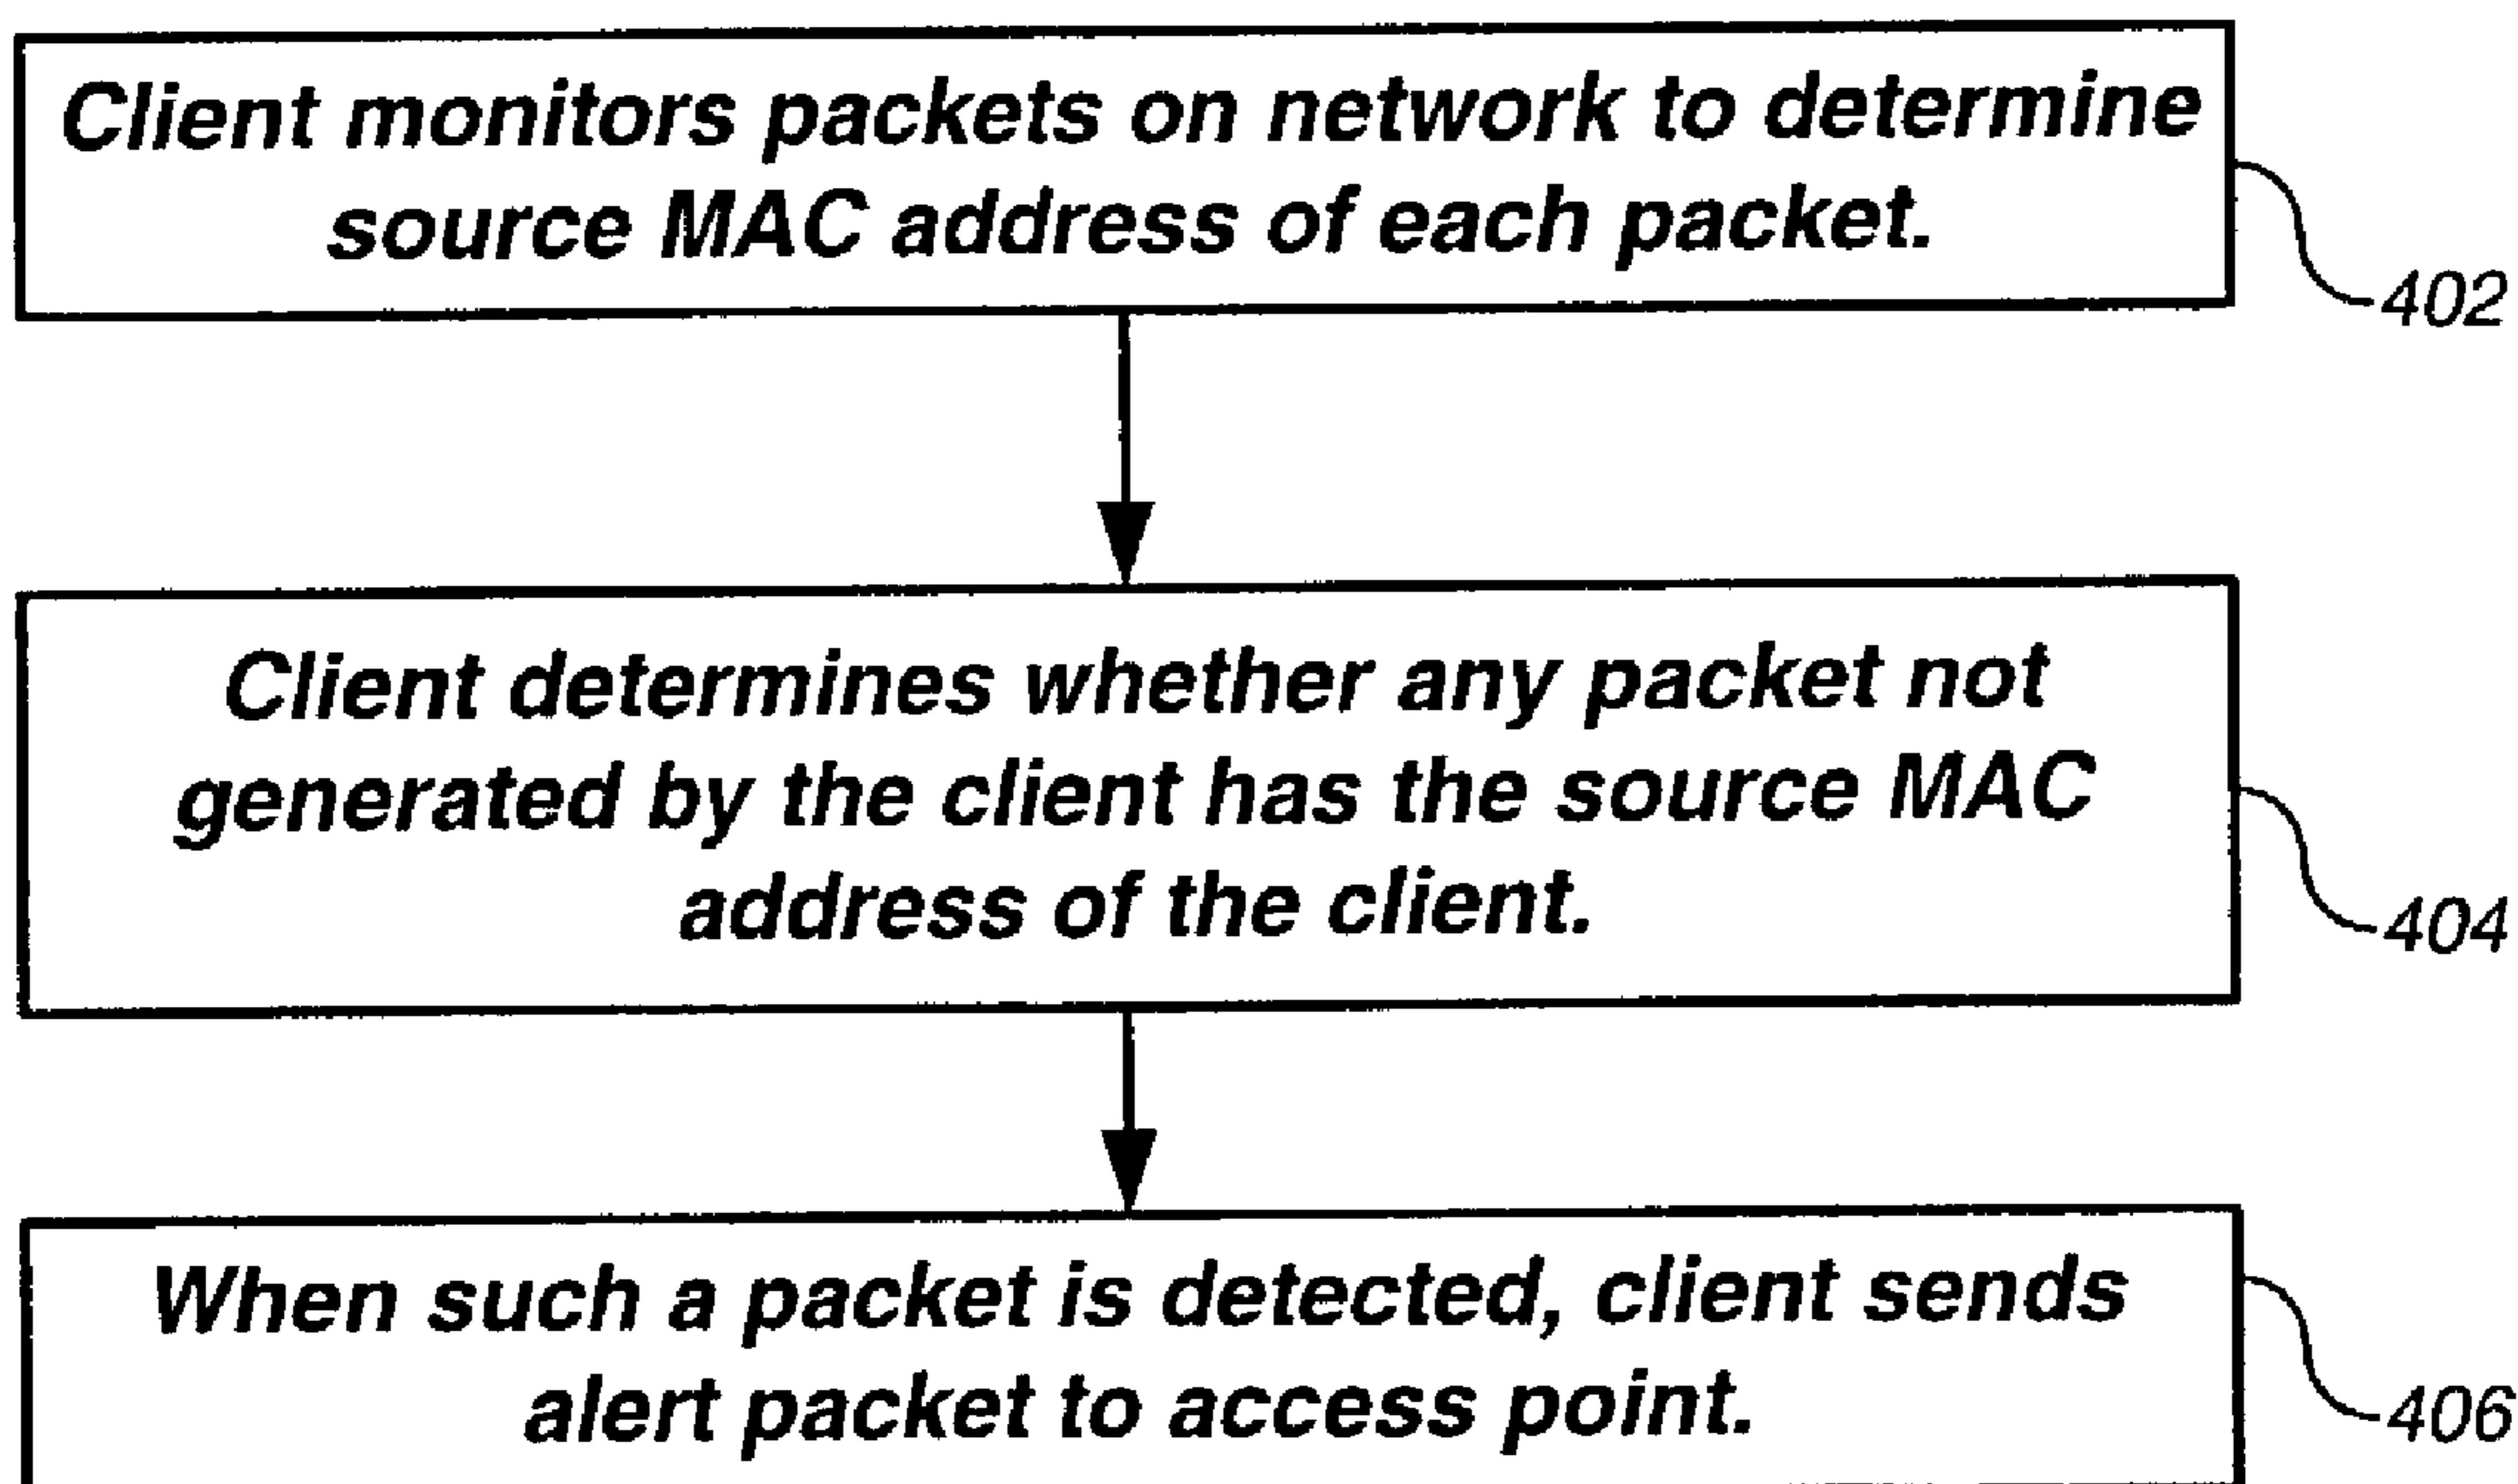 Client monitors packets on network to determine
source MAC address of each packet.
402
Client determines whether any packet not
generated by the client has the source MAC
address of the client.
404
When such a packet is detected, client sends
alert packet to access point.
406